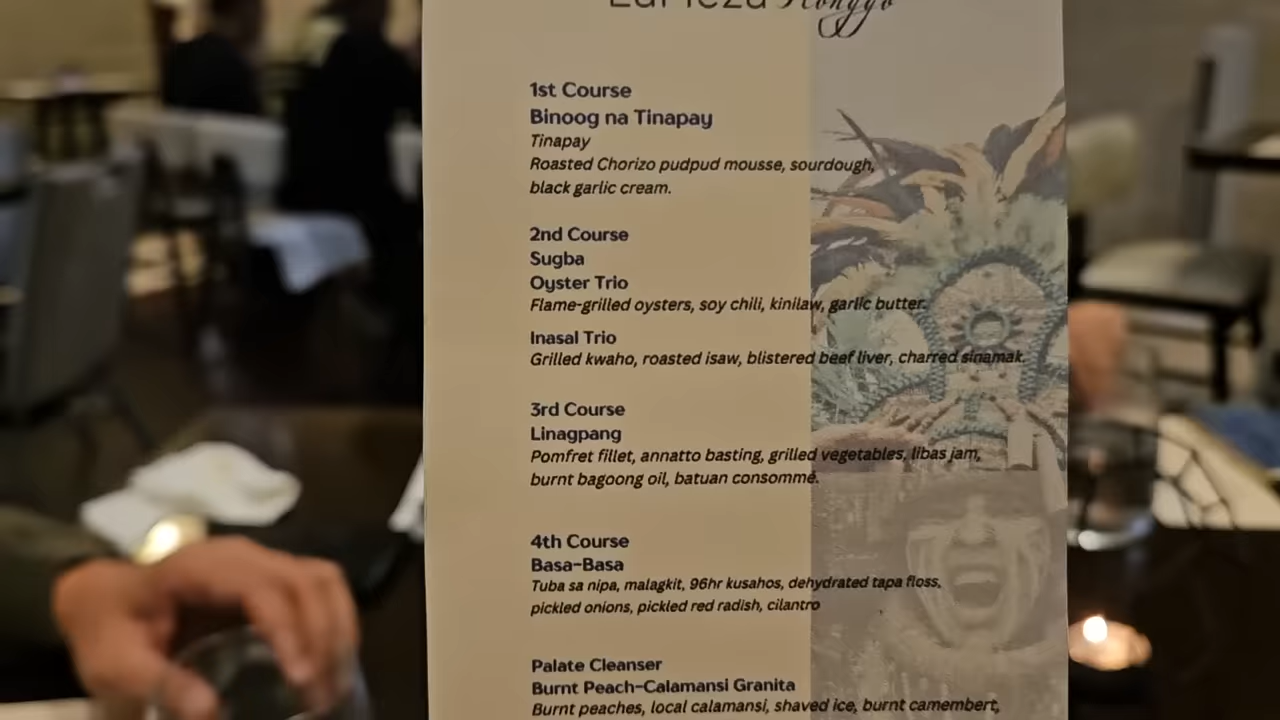 1st Course
Binoog na Tinapay
Tinapay
Roasted Chorizo pudpud mousse, sourdough,
black garlic cream.
2nd Course
Sugba
Oyster Trio
Flame-grilled oysters, soy chili, kinilaw, garlic butter.
Inasal Trio
Grilled kwaho, roasted isaw, blistered beef liver, charred sinamak.
3rd Course
Linagpang
Pomfret fillet, annatto basting, grilled vegetables, libas jam,
burnt bagoong oil, batuan consommé.
4th Course
Basa-Basa
Tuba sa nipa, malagkit, 96hr kusahos, dehydrated tapa floss,
pickled onions, pickled red radish, cilantro
Palate Cleanser
Burnt Peach-Calamansi Granita
Burnt peaches, local calamansi, shaved ice, burnt camembert,